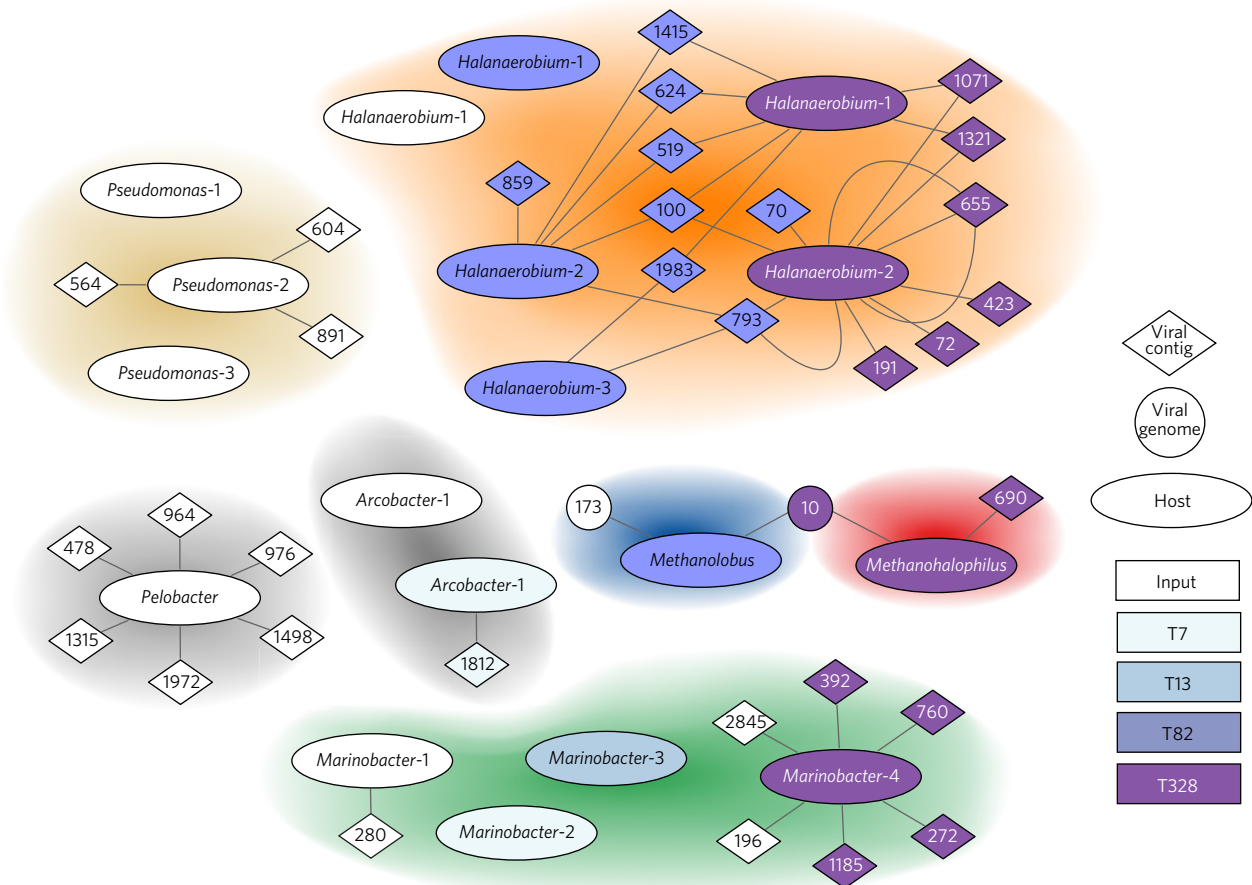 1415
Halanaerobium-1
624
Halanaerobium-1
1071
Halanaerobium-1
1321
519
859
Pseudomonas-1
655
100
70
604
Halanaerobium-2
1983
Halanaerobium-2
564
Pseudomonas-2
423
793
891
72
191
Pseudomonas-3
Halanaerobium-3
Viral
contig
Viral
genome
Host
Arcobacter-1
173
10
690
964
478
976
Methanolobus
Methanohalophilus
Arcobacter-1
Pelobacter
1315
1498
1972
1812
Input
T7
T13
T82
T328
392
760
2845
Marinobacter-1
Marinobacter-3
Marinobacter-4
280
Marinobacter-2
196
1185
272